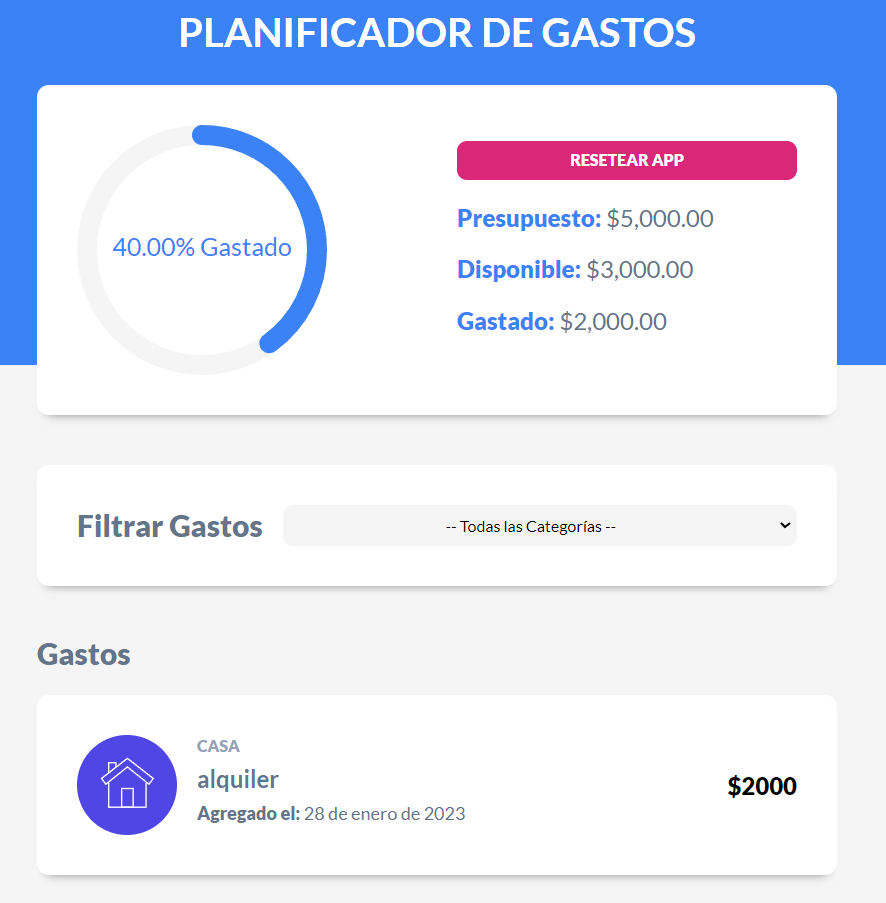 PLANIFICADOR DE GASTOS
40.00% Gastado
RESETEAR APP
Presupuesto: $5,000.00
Disponible: $3,000.00
Gastado: $2,000.00
Filtrar Gastos
-- Todas las Categorías --
Gastos
CASA
alquiler
Agregado el: 28 de enero de 2023
$2000